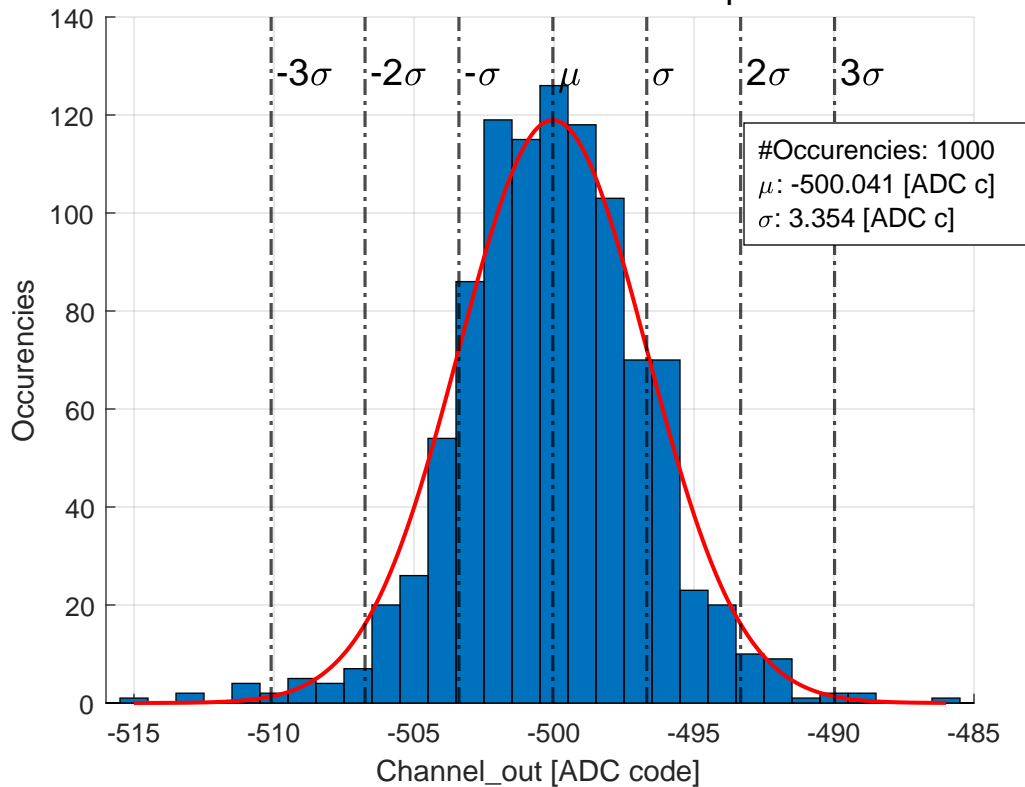 140
120
100
80
60
40
20
0
-3σ -2σ -σ μ σ 2σ 3σ
#Occurencies: 1000
μ: -500.041 [ADC c]
σ: 3.354 [ADC c]
Occurencies
-515 -510 -505 -500 -495 -490 -485
Channel_out [ADC code]